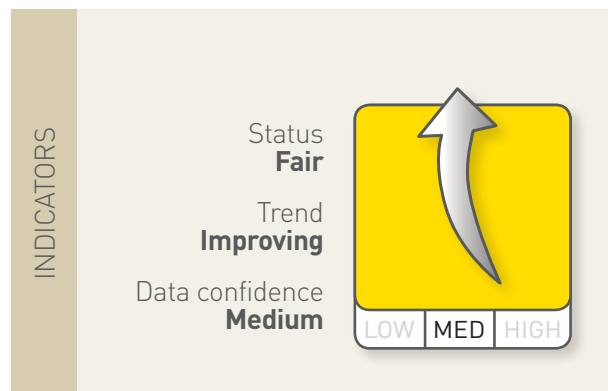 INDICATORS
Status
Fair
Trend
Improving
Data confidence
Medium
LOW MED HIGH